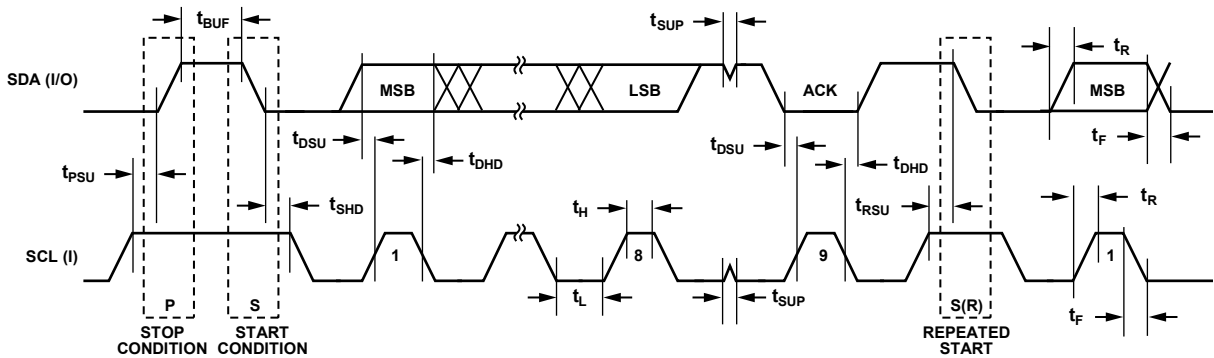 tBUF
tSUP
tR
SDA (I/O)
MSB
LSB
ACK
MSB
tDSU
tDHD
tDSU
tDHD
tF
tPSU
tSHD
tH
tRSU
tR
SCL (I)
1
8
9
1
P
S
tL
tSUP
S(R)
tF
STOP
CONDITION
START
CONDITION
REPEATED
START